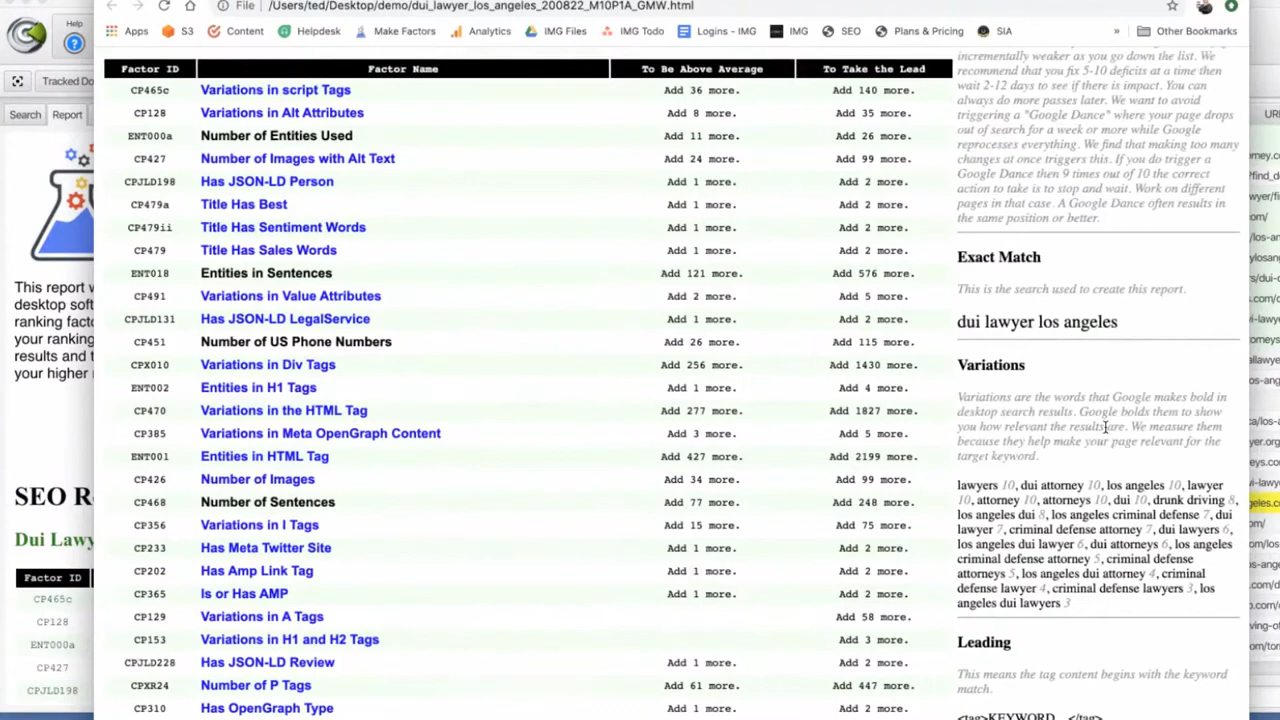 Help
File | /Users/ted/Desktop/demo/dui_lawyer_los_angeles_200822_M10P1A_GMW.html
Apps S3 Content Helpdesk Make Factors Analytics IMG Files IMG Todo Logins - IMG IMG SEO Plans & Pricing SIA » Other Bookmarks
Tracked Do
Search Report
URL
This report w
desktop soft
ranking facto
your ranking
results and t
your higher r
SEO R
Dui Lawy
Factor ID
CP465c
CP128
ENT000a
CP427
CPJLD198
Factor ID Factor Name To Be Above Average To Take the Lead
CP465c Variations in script Tags Add 36 more. Add 140 more.
CP128 Variations in Alt Attributes Add 8 more. Add 35 more.
ENT000a Number of Entities Used Add 11 more. Add 26 more.
CP427 Number of Images with Alt Text Add 24 more. Add 99 more.
CPJLD198 Has JSON-LD Person Add 1 more. Add 2 more.
CP479a Title Has Best Add 1 more. Add 2 more.
CP479ii Title Has Sentiment Words Add 1 more. Add 2 more.
CP479 Title Has Sales Words Add 1 more. Add 2 more.
ENT018 Entities in Sentences Add 121 more. Add 576 more.
CP491 Variations in Value Attributes Add 2 more. Add 5 more.
CPJLD131 Has JSON-LD LegalService Add 1 more. Add 2 more.
CP451 Number of US Phone Numbers Add 26 more. Add 115 more.
CPX010 Variations in Div Tags Add 256 more. Add 1430 more.
ENT002 Entities in H1 Tags Add 1 more. Add 4 more.
CP470 Variations in the HTML Tag Add 277 more. Add 1827 more.
CP385 Variations in Meta OpenGraph Content Add 3 more. Add 5 more.
ENT001 Entities in HTML Tag Add 427 more. Add 2199 more.
CP426 Number of Images Add 34 more. Add 99 more.
CP468 Number of Sentences Add 77 more. Add 248 more.
CP356 Variations in I Tags Add 15 more. Add 75 more.
CP233 Has Meta Twitter Site Add 1 more. Add 2 more.
CP202 Has Amp Link Tag Add 1 more. Add 2 more.
CP365 Is or Has AMP Add 1 more. Add 2 more.
CP129 Variations in A Tags Add 58 more.
CP153 Variations in H1 and H2 Tags Add 3 more.
CPJLD228 Has JSON-LD Review Add 1 more. Add 2 more.
CPXR24 Number of P Tags Add 61 more. Add 447 more.
CP310 Has OpenGraph Type Add 1 more. Add 2 more.
incrementally weaker as you go down the list. We
recommend that you fix 5-10 deficits at a time then
wait 2-12 days to see if there is impact. You can
always do more passes later. We want to avoid
triggering a "Google Dance" where your page drops
out of search for a week or more while Google
reprocesses everything. We find that making too many
changes at once triggers this. If you do trigger a
Google Dance then 9 times out of 10 the correct
action to take is to stop and wait. Work on different
pages in that case. A Google Dance often results in
the same position or better.
Exact Match
This is the search used to create this report.
dui lawyer los angeles
Variations
Variations are the words that Google makes bold in
desktop search results. Google bolds them to show
you how relevant the results are. We measure them
because they help make your page relevant for the
target keyword.
lawyers 10, dui attorney 10, los angeles 10, lawyer
10, attorney 10, attorneys 10, dui 10, drunk driving 8,
los angeles dui 8, los angeles criminal defense 7, dui
lawyer 7, criminal defense attorney 7, dui lawyers 6,
los angeles dui lawyer 6, dui attorneys 6, los angeles
criminal defense attorney 5, criminal defense
attorneys 5, los angeles dui attorney 4, criminal
defense lawyer 4, criminal defense lawyers 3, los
angeles dui lawyers 3
Leading
This means the tag content begins with the keyword
match.
<tag>KEYWORD </tag>